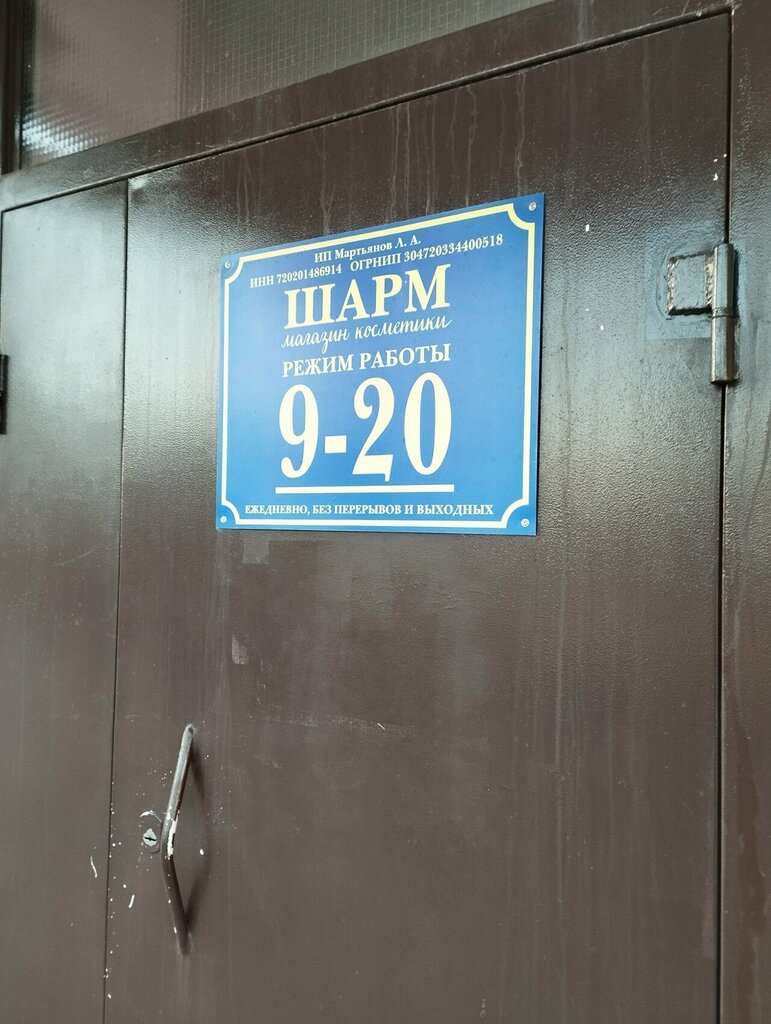 ИП Мартьянов Л. А.
ИНН 720201486914 ОГРНИП 304720334400518
ШАРМ
магазин косметики
РЕЖИМ РАБОТЫ
9-20
ЕЖЕДНЕВНО, БЕЗ ПЕРЕРЫВОВ И ВЫХОДНЫХ